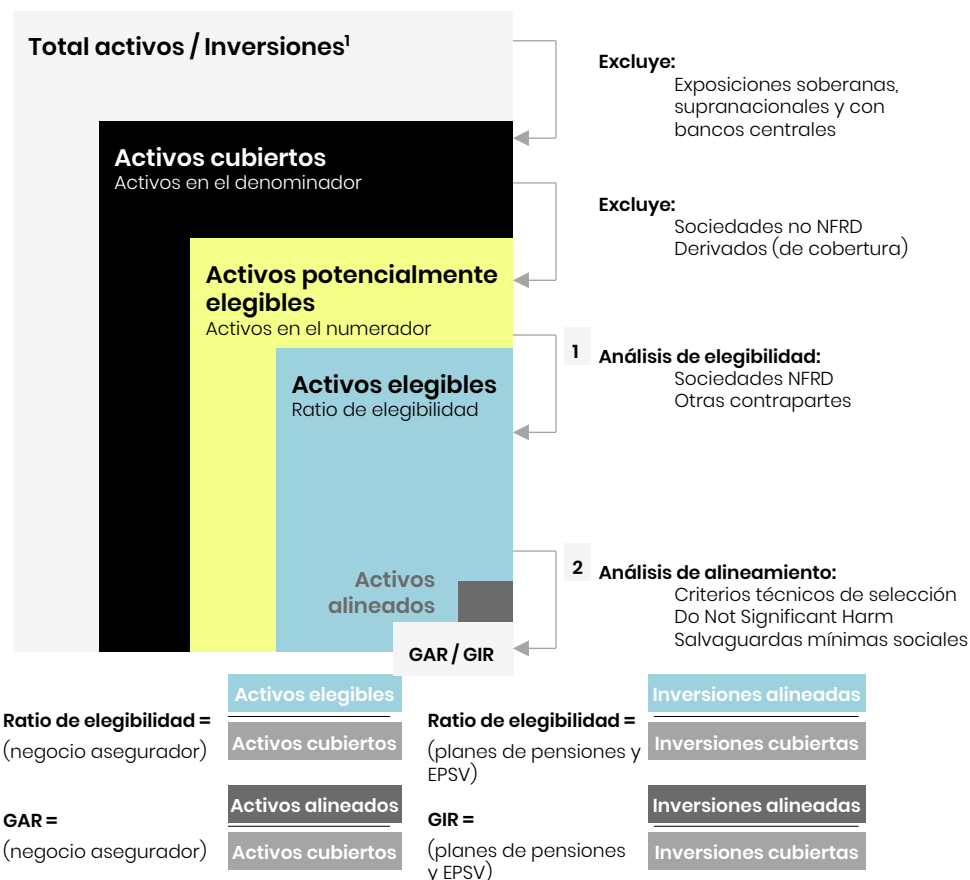 Total activos / Inversiones¹
Excluye:
Exposiciones soberanas,
supranacionales y con
bancos centrales
Activos cubiertos
Activos en el denominador
Excluye:
Sociedades no NFRD
Derivados (de cobertura)
Activos potencialmente
elegibles
Activos en el numerador
1
Análisis de elegibilidad:
Sociedades NFRD
Otras contrapartes
Activos elegibles
Ratio de elegibilidad
2
Análisis de alineamiento:
Criterios técnicos de selección
Do Not Significant Harm
Salvaguardas mínimas sociales
Activos
alineados
GAR / GIR
Ratio de elegibilidad =
(negocio asegurador)
Activos elegibles
Activos cubiertos
Ratio de elegibilidad =
(planes de pensiones y
EPSV)
Inversiones alineadas
Inversiones cubiertas
GAR =
(negocio asegurador)
Activos alineados
Activos cubiertos
GIR =
(planes de pensiones
y EPSV)
Inversiones alineadas
Inversiones cubiertas